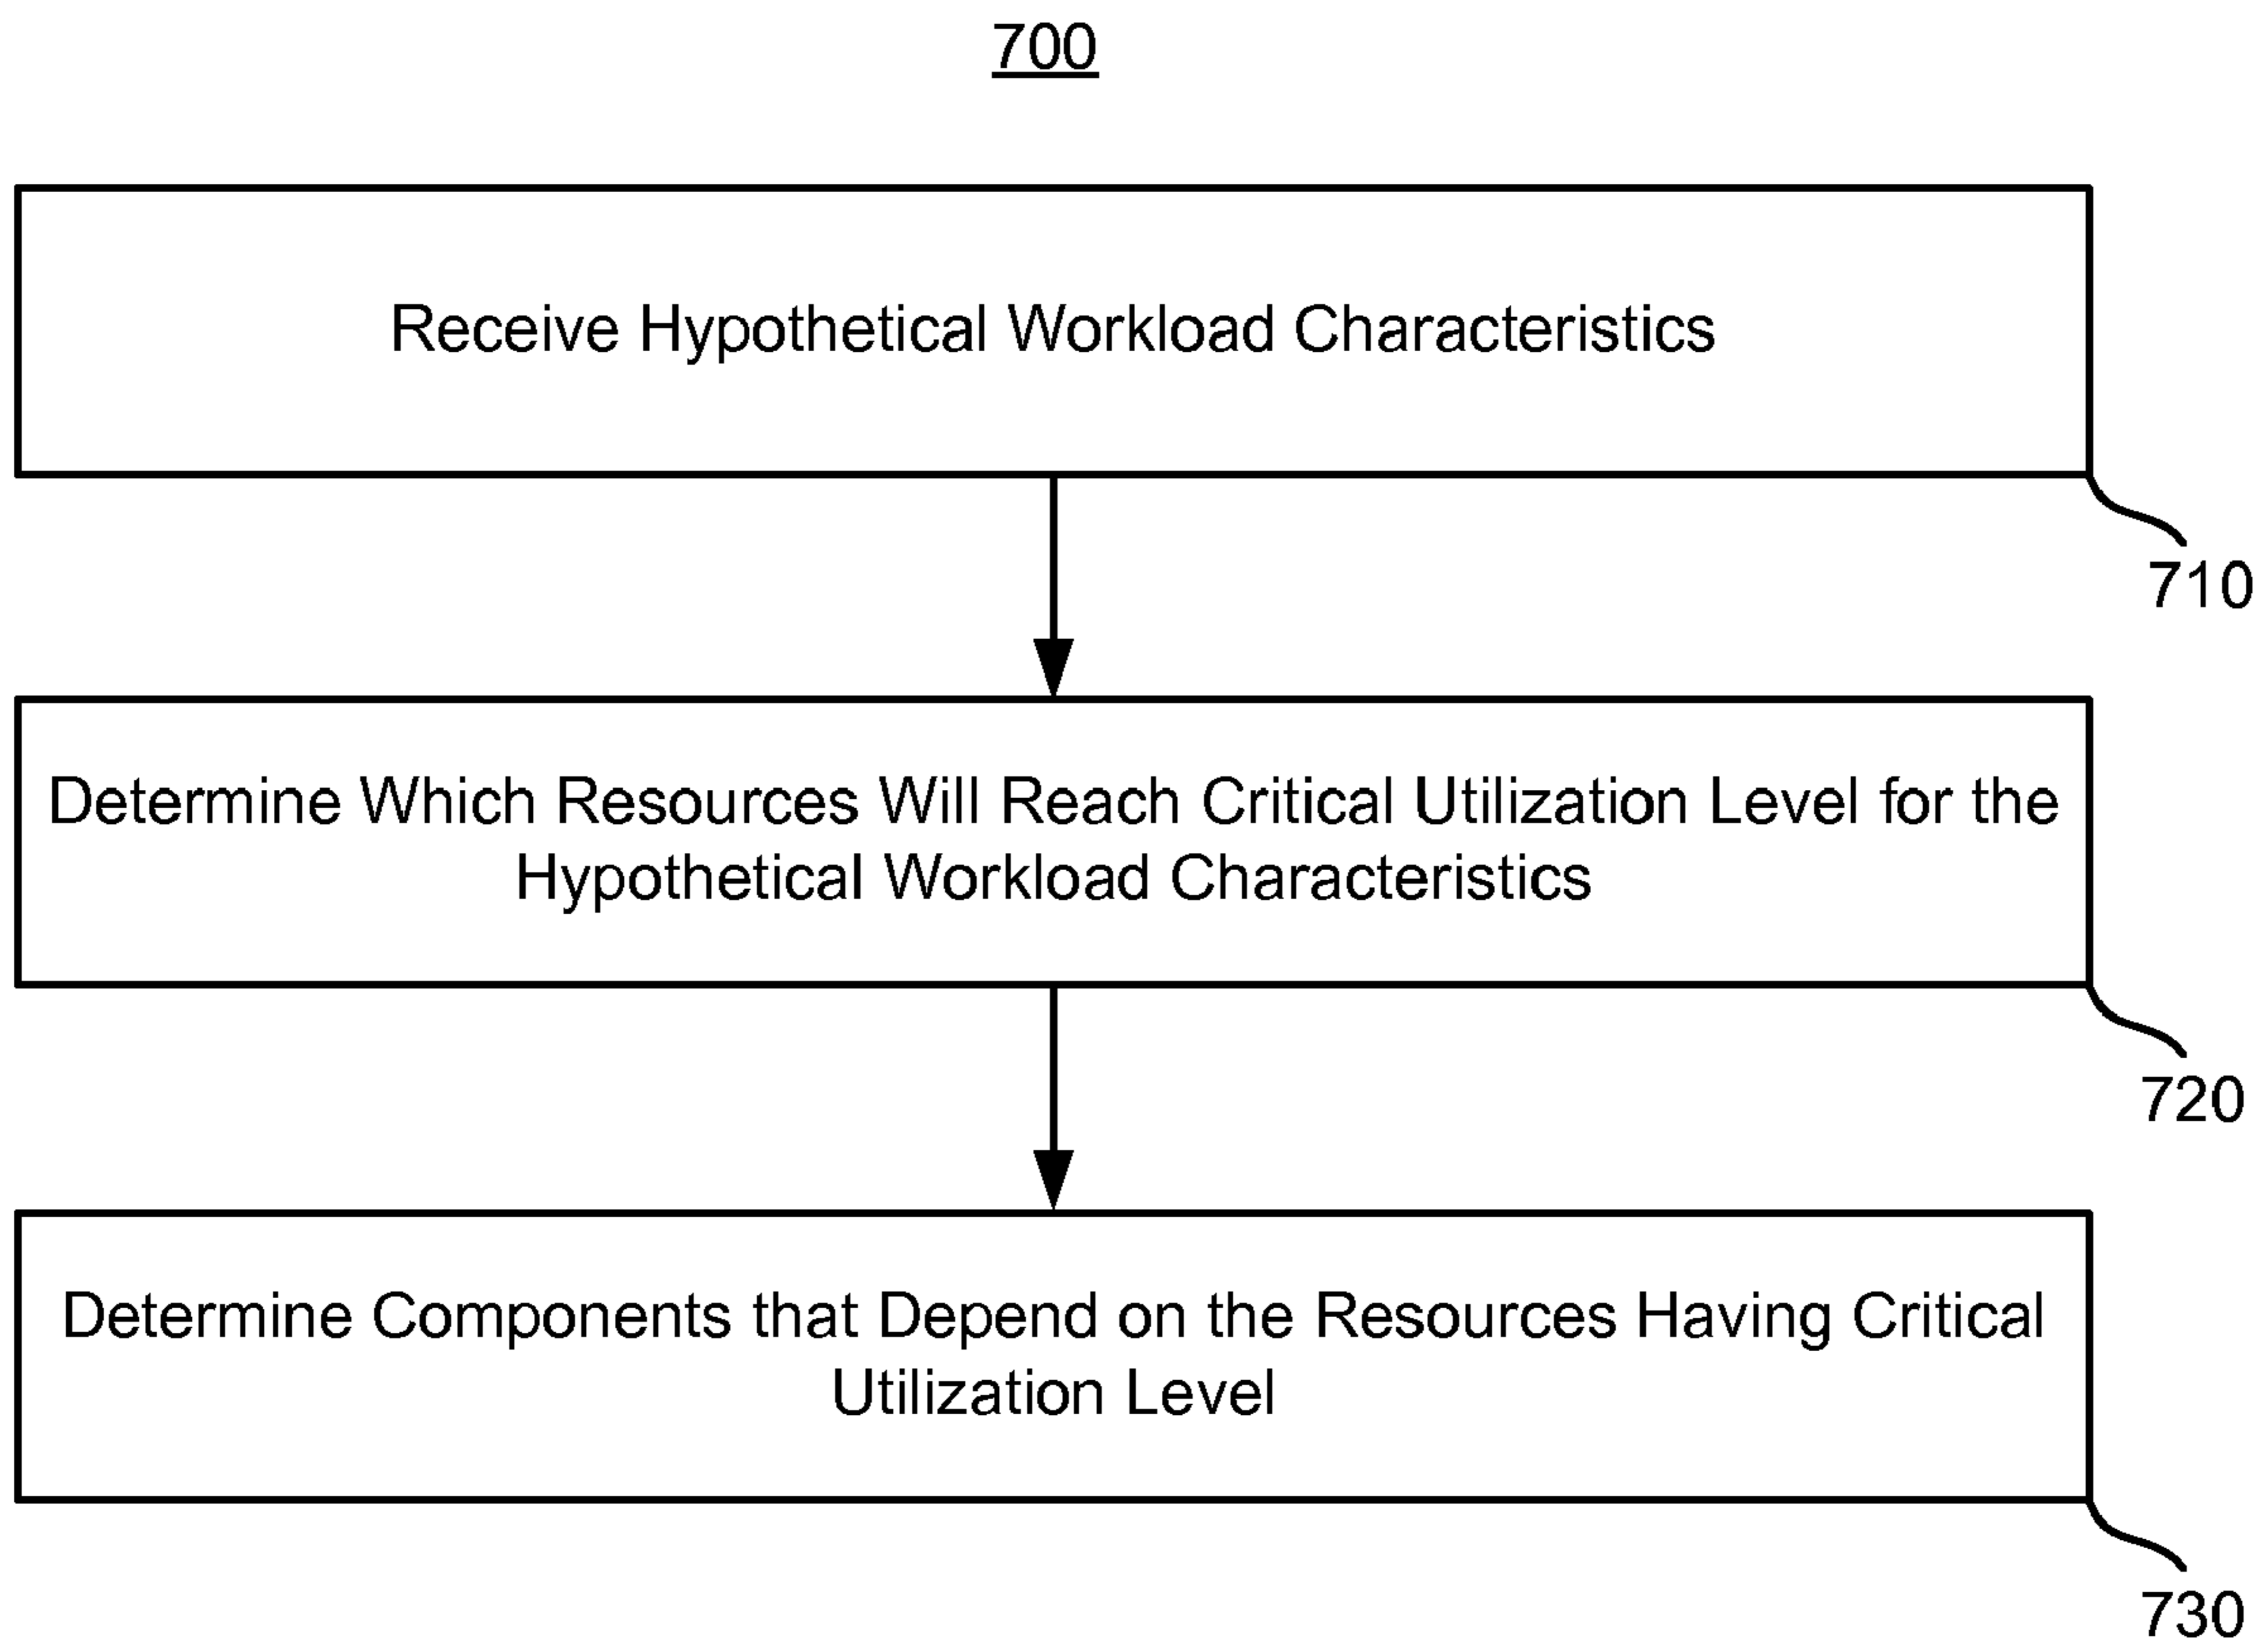 700
Receive Hypothetical Workload Characteristics
710
Determine Which Resources Will Reach Critical Utilization Level for the
Hypothetical Workload Characteristics
720
Determine Components that Depend on the Resources Having Critical
Utilization Level
730